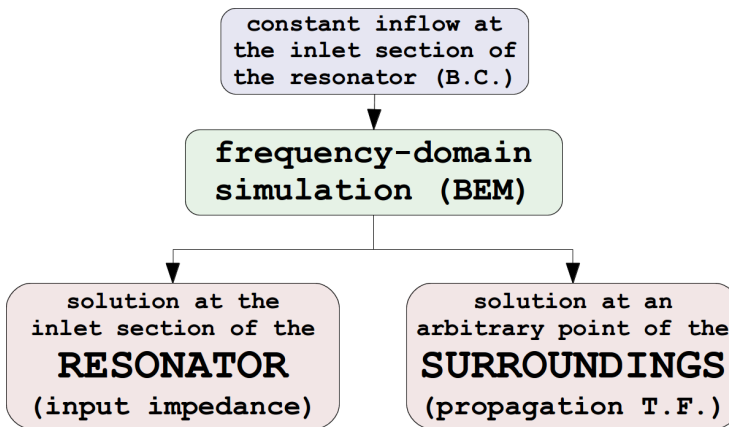 constant inflow at
the inlet section of
the resonator (B.C.)
frequency-domain
simulation (BEM)
solution at the
inlet section of the
RESONATOR
(input impedance)
solution at an
arbitrary point of the
SURROUNDINGS
(propagation T.F.)